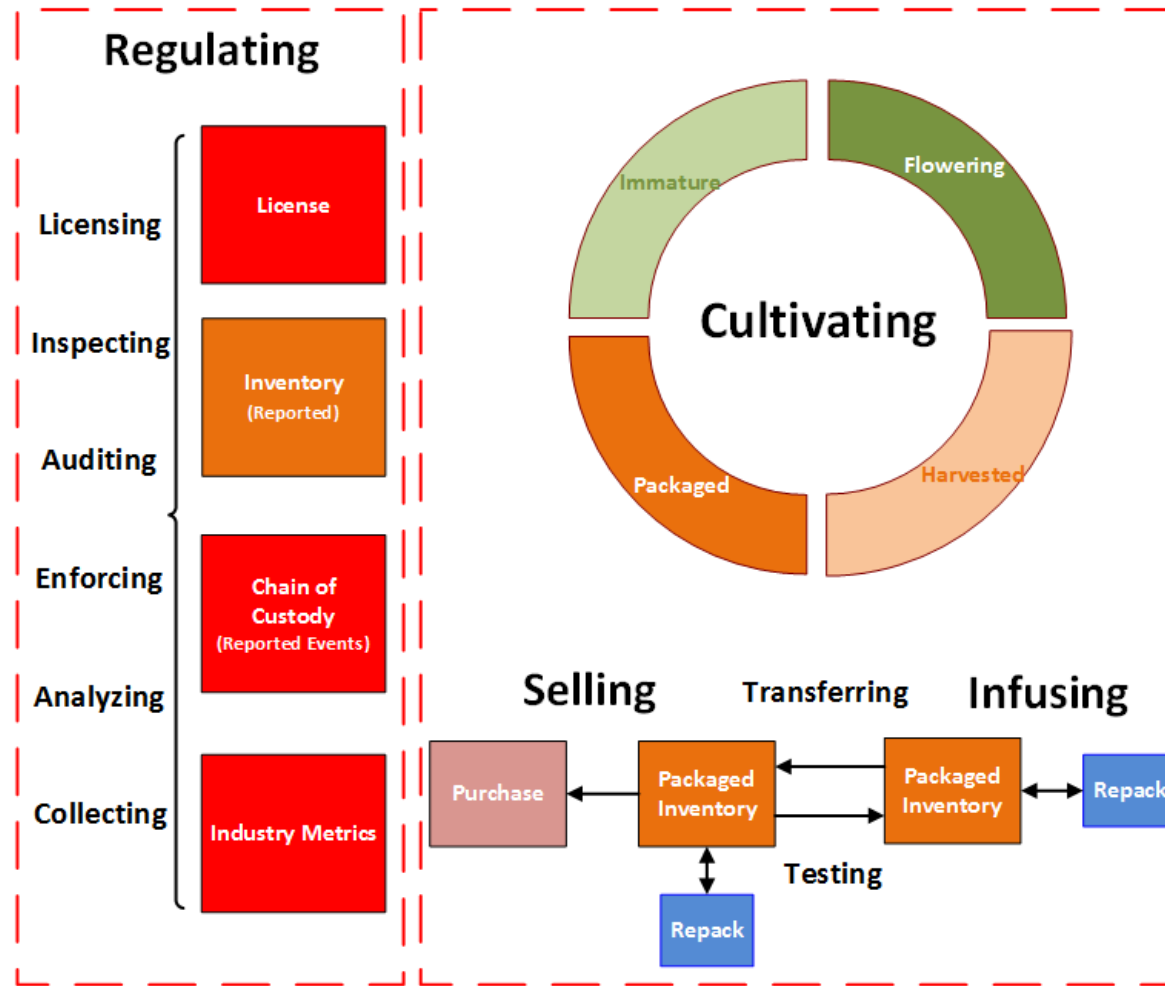 Regulating
Licensing
Inspecting
Auditing
Enforcing
Analyzing
Collecting
License
Inventory
(Reported)
Chain of
Custody
(Reported Events)
Industry Metrics
Immature
Flowering
Cultivating
Packaged
Harvested
Selling
Transferring
Infusing
Purchase
Packaged
Inventory
Packaged
Inventory
Repack
Testing
Repack